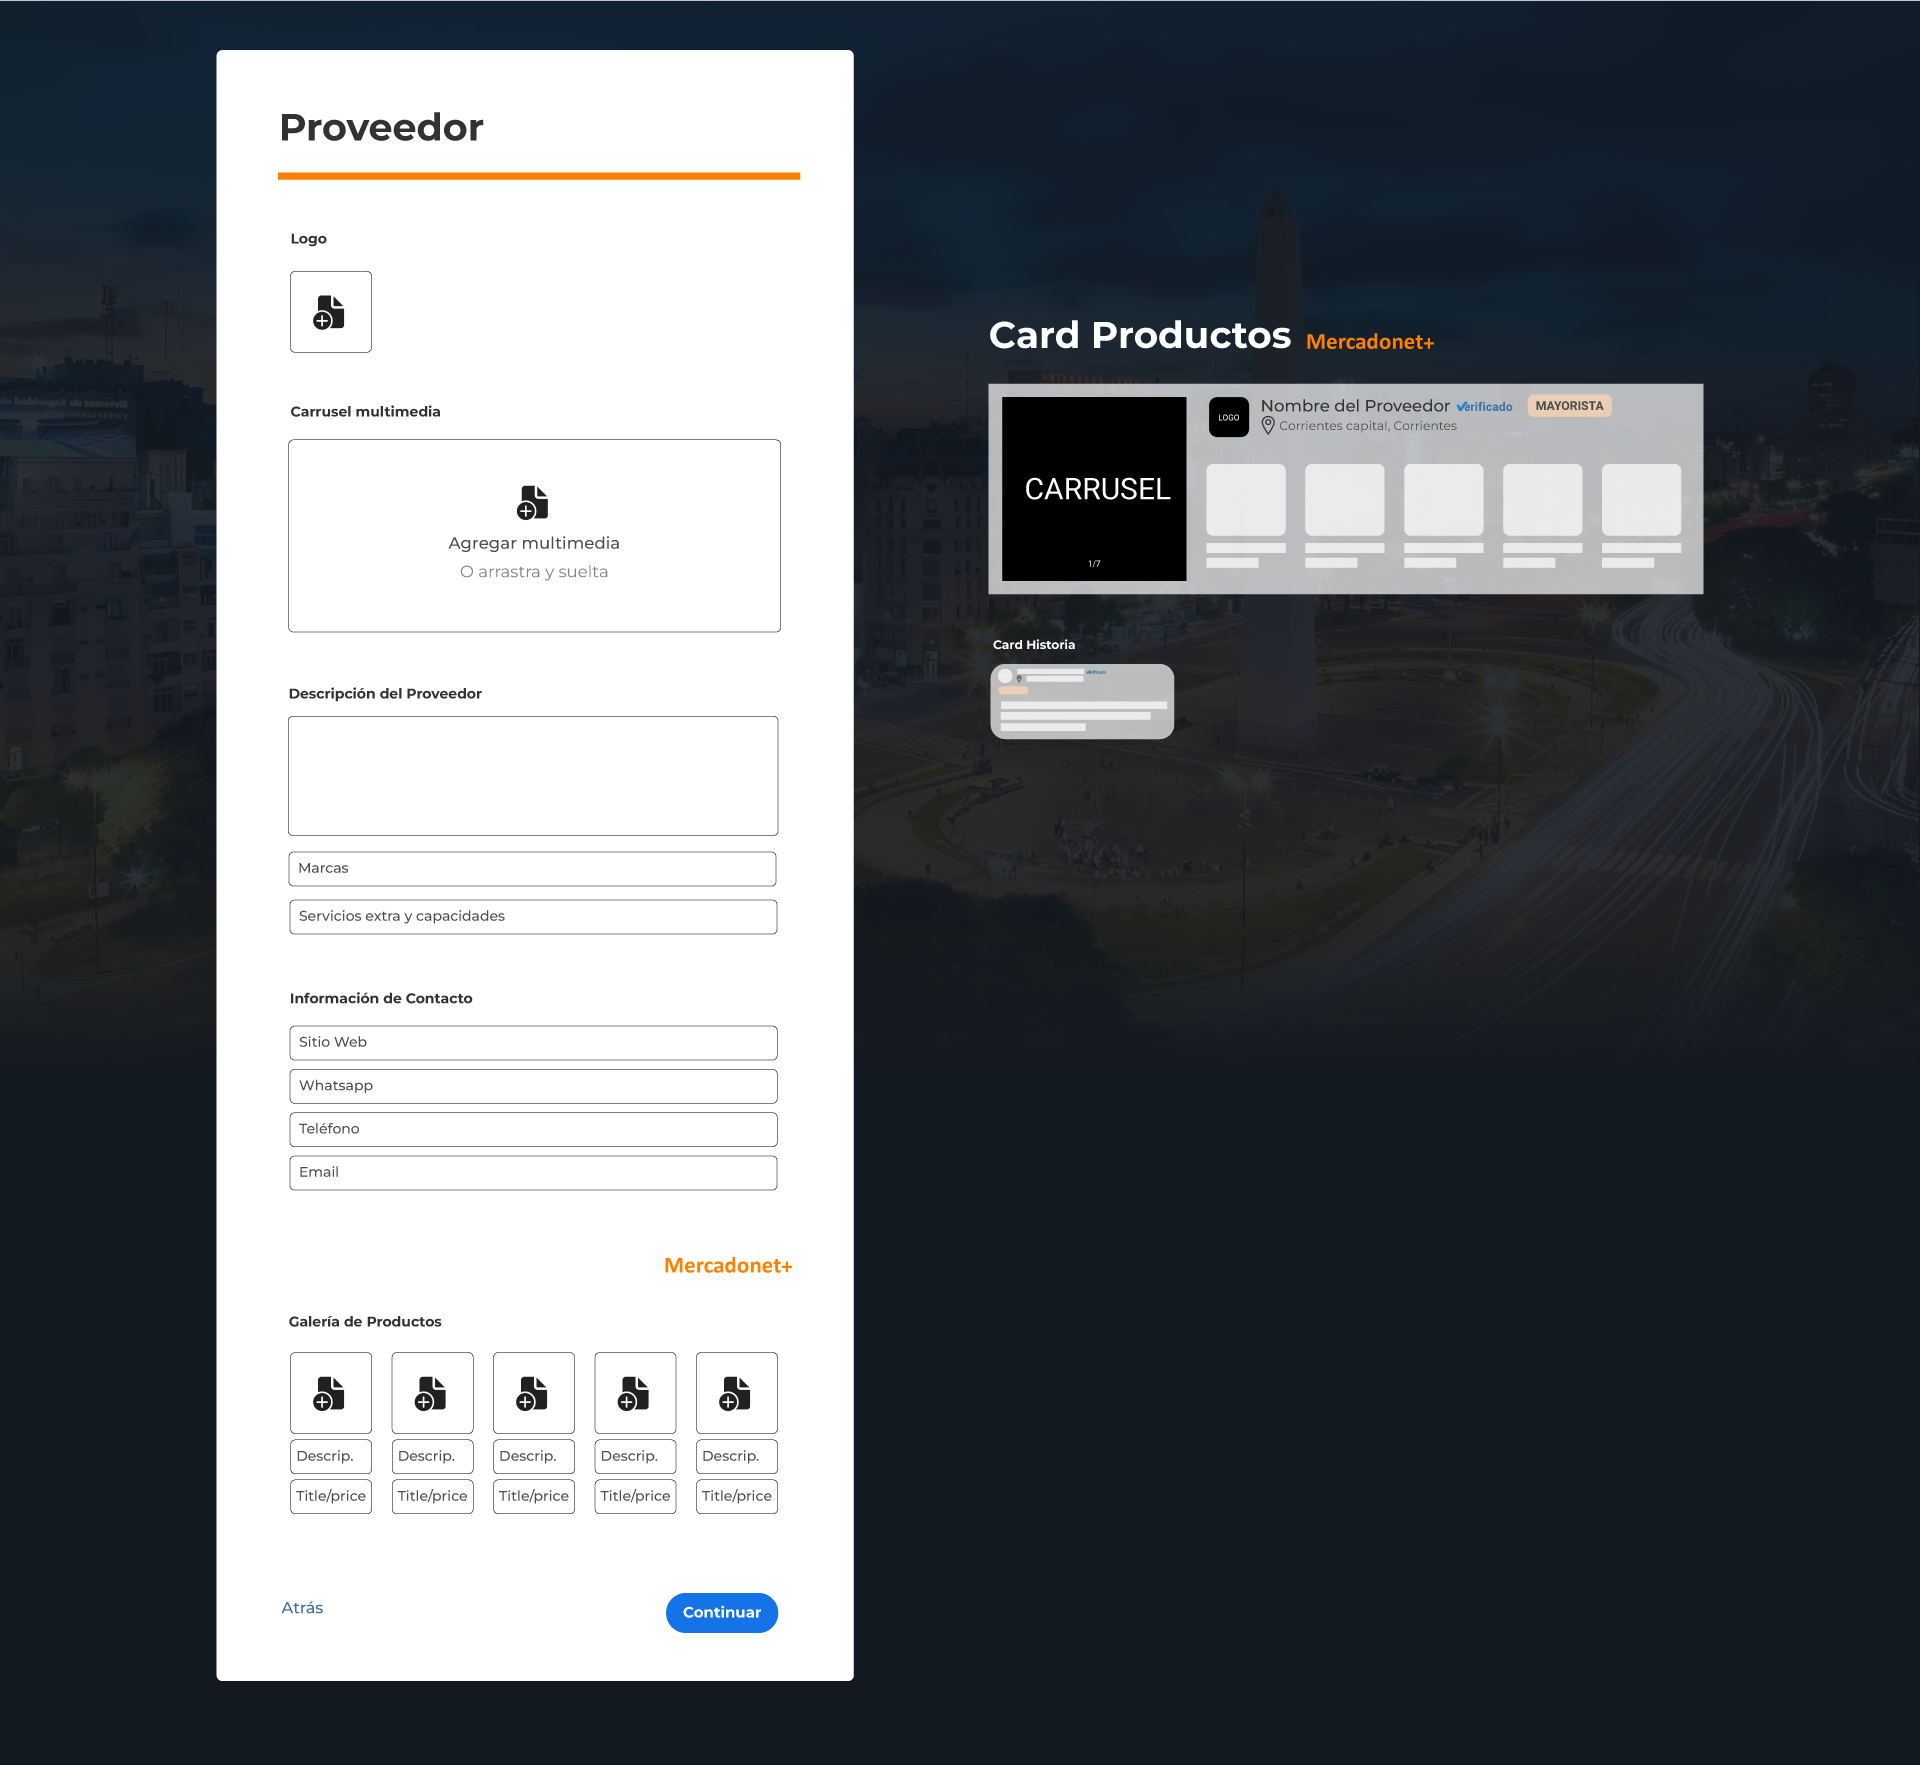 Proveedor
Logo
Carrusel multimedia
Agregar multimedia
O arrastra y suelta
Descripción del Proveedor
Marcas
Servicios extra y capacidades
Información de Contacto
Sitio Web
Whatsapp
Teléfono
Email
Mercadonet+
Galería de Productos
Descrip. Descrip. Descrip. Descrip. Descrip.
Title/price Title/price Title/price Title/price Title/price
Atrás Continuar
Card Productos Mercadonet+
CARRUSEL
1/7
LOGO
Nombre del Proveedor Verificado MAYORISTA
Corrientes capital, Corrientes
Card Historia
Verificado